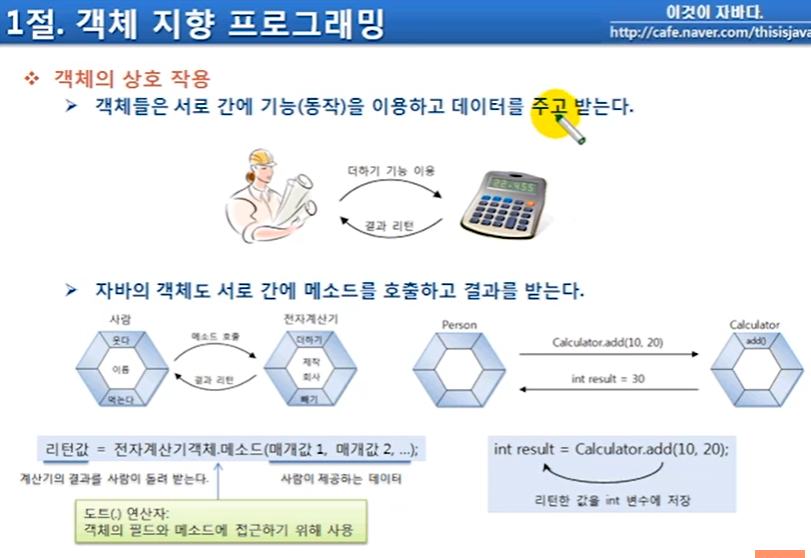 1절. 객체 지향 프로그래밍
이것이 자바다.
http://cafe.naver.com/thisisjava
❖ 객체의 상호 작용
➢ 객체들은 서로 간에 기능(동작)을 이용하고 데이터를 주고 받는다.
더하기 기능 이용
결과 리턴
➢ 자바의 객체도 서로 간에 메소드를 호출하고 결과를 받는다.
사람
웃다
이름
먹는다
메소드 호출
결과 리턴
전자계산기
더하기
제작
회사
빼기
Person
Calculator.add(10, 20)
int result = 30
Calculator
add()
리턴값 = 전자계산기객체.메소드(매개값 1, 매개값 2, ...);
계산기의 결과를 사람이 돌려 받는다.
사람이 제공하는 데이터
도트(.) 연산자:
객체의 필드와 메소드에 접근하기 위해 사용
int result = Calculator.add(10, 20);
리턴한 값을 int 변수에 저장